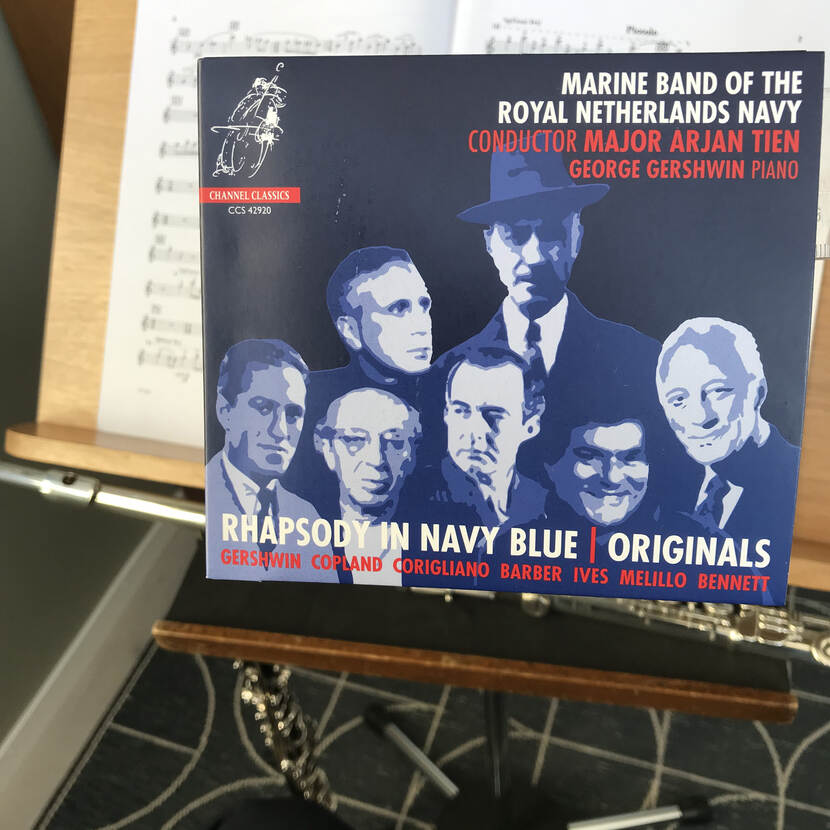 Piccolo
MARINE BAND OF THE
ROYAL NETHERLANDS NAVY
CONDUCTOR MAJOR ARJAN TIEN
GEORGE GERSHWIN PIANO
CHANNEL CLASSICS
CCS 42920
RHAPSODY IN NAVY BLUE | ORIGINALS
GERSHWIN COPLAND CORIGLIANO BARBER IVES MELILLO BENNETT